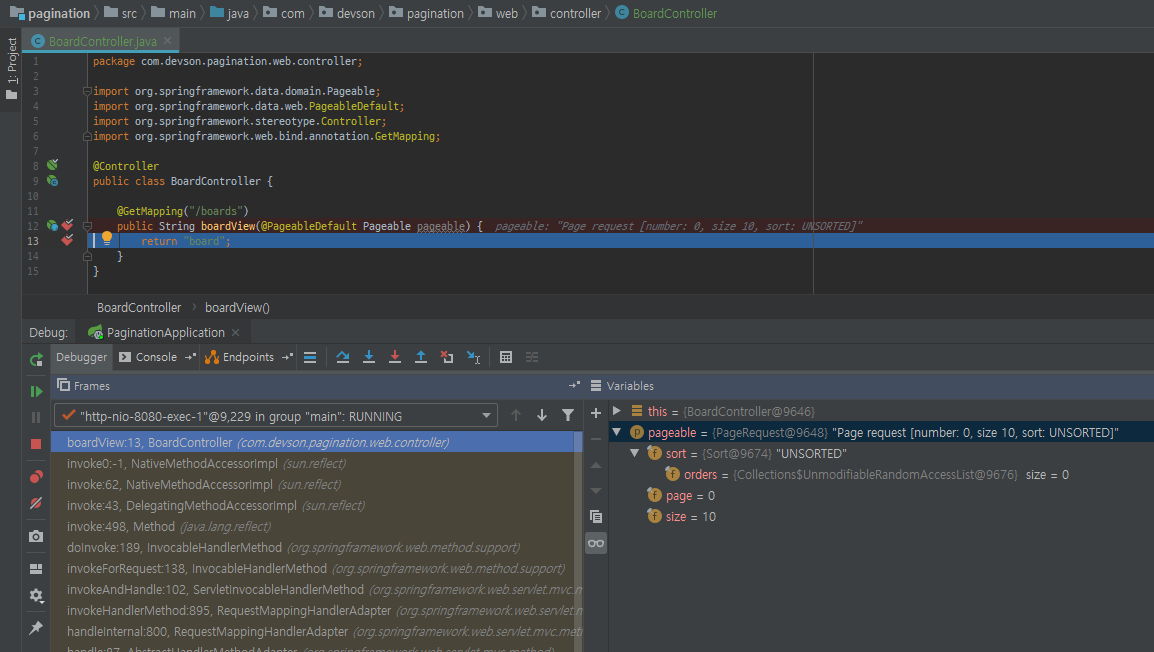 pagination src main java com devson pagination web controller BoardController
1: Project
BoardController.java
1 package com.devson.pagination.web.controller;
2
3 import org.springframework.data.domain.Pageable;
4 import org.springframework.data.web.PageableDefault;
5 import org.springframework.stereotype.Controller;
6 import org.springframework.web.bind.annotation.GetMapping;
7
8 @Controller
9 public class BoardController {
10
11 @GetMapping("/boards")
12 public String boardView(@PageableDefault Pageable pageable) { pageable: "Page request [number: 0, size 10, sort: UNSORTED]"
13 return "board";
14 }
15 }
BoardController boardView()
Debug: PaginationApplication
Debugger Console Endpoints
Frames
"http-nio-8080-exec-1"@9,229 in group "main": RUNNING
boardView:13, BoardController (com.devson.pagination.web.controller)
invoke0:-1, NativeMethodAccessorImpl (sun.reflect)
invoke:62, NativeMethodAccessorImpl (sun.reflect)
invoke:43, DelegatingMethodAccessorImpl (sun.reflect)
invoke:498, Method (java.lang.reflect)
doInvoke:189, InvocableHandlerMethod (org.springframework.web.method.support)
invokeForRequest:138, InvocableHandlerMethod (org.springframework.web.method.support)
invokeAndHandle:102, ServletInvocableHandlerMethod (org.springframework.web.servlet.mvc.m
invokeHandlerMethod:895, RequestMappingHandlerAdapter (org.springframework.web.servlet.m
handleInternal:800, RequestMappingHandlerAdapter (org.springframework.web.servlet.mvc.met
handle:87, AbstractHandlerMethodAdapter (org.springframework.web.servlet.mvc.method)
Variables
this = {BoardController@9646}
pageable = {PageRequest@9648} "Page request [number: 0, size 10, sort: UNSORTED]"
sort = {Sort@9674} "UNSORTED"
orders = {Collections$UnmodifiableRandomAccessList@9676} size = 0
page = 0
size = 10